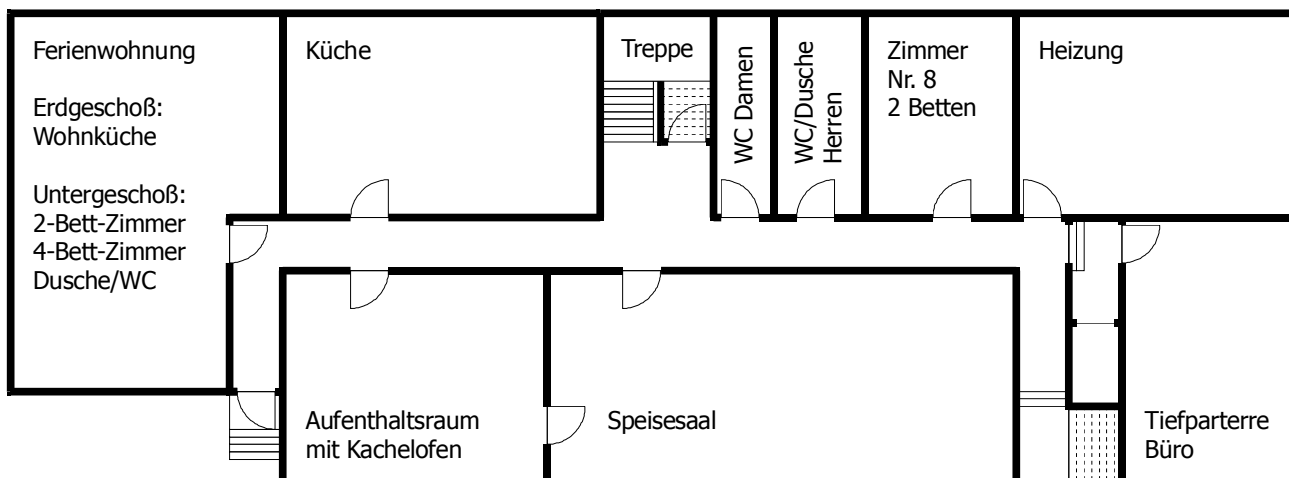 Ferienwohnung
Erdgeschoß:
Wohnküche
Untergeschoß:
2-Bett-Zimmer
4-Bett-Zimmer
Dusche/WC
Küche
Treppe
WC Damen
WC/Dusche
Herren
Zimmer
Nr. 8
2 Betten
Heizung
Aufenthaltsraum
mit Kachelofen
Speisesaal
Tiefparterre
Büro